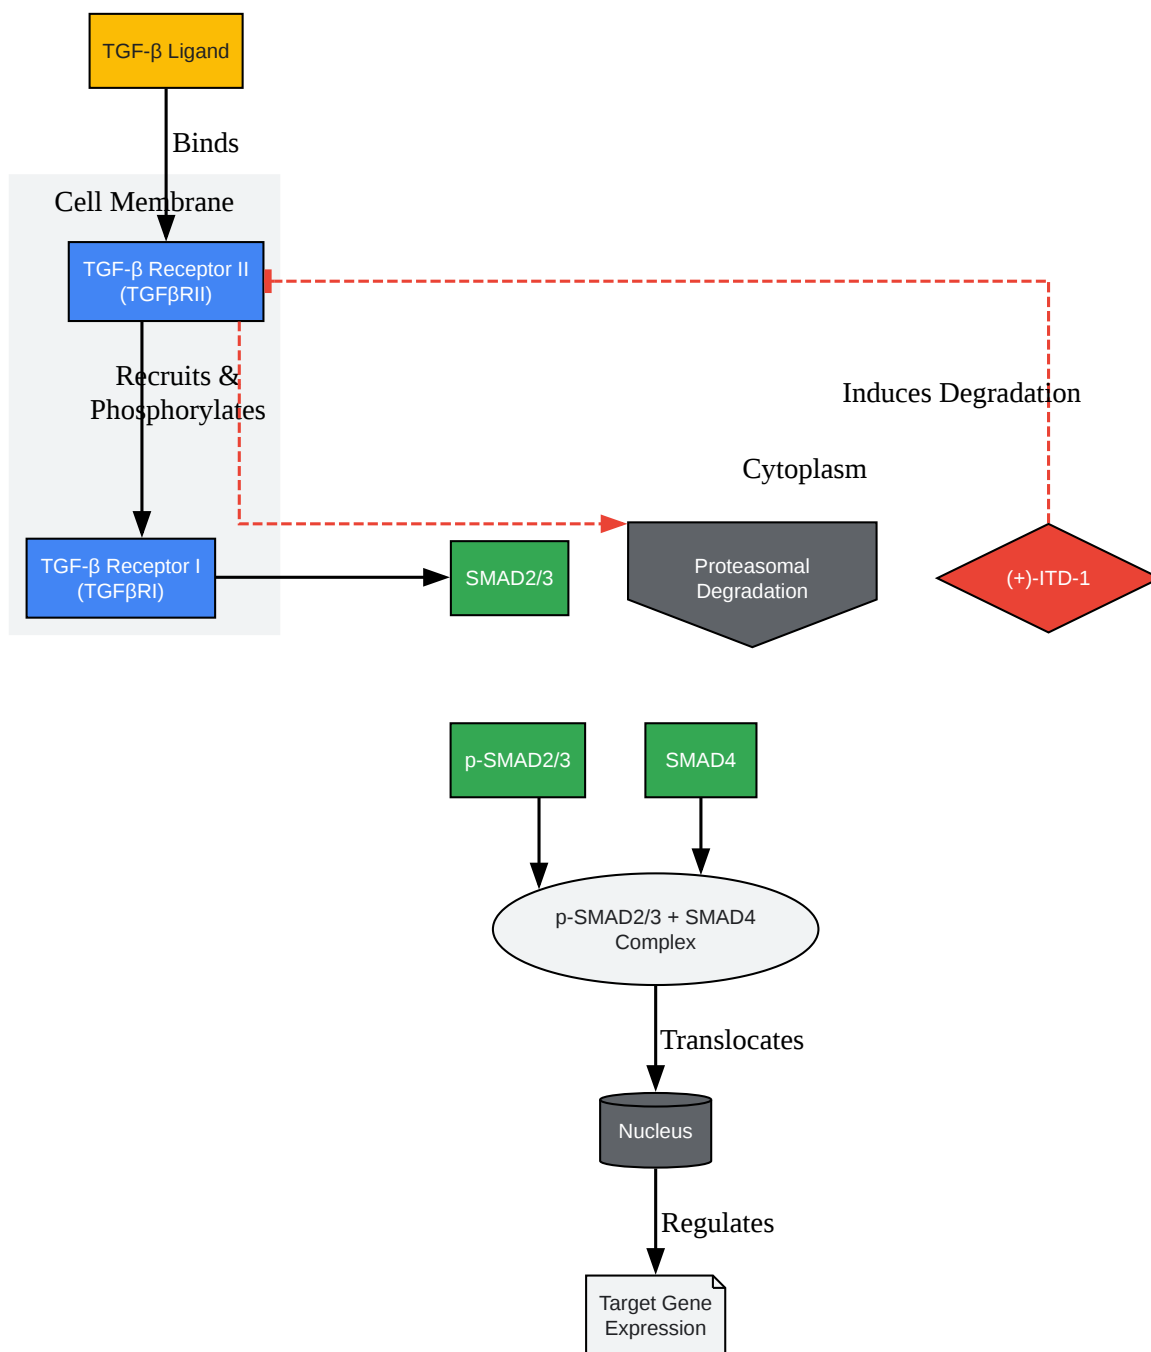 TGF-β Ligand
Binds
Cell Membrane
TGF-β Receptor II
(TGFβRII)
Recruits &
Phosphorylates
Induces Degradation
Cytoplasm
TGF-β Receptor I
(TGFβRI)
SMAD2/3
Proteasomal
Degradation
(+)-ITD-1
p-SMAD2/3
SMAD4
p-SMAD2/3 + SMAD4
Complex
Translocates
Nucleus
Regulates
Target Gene
Expression